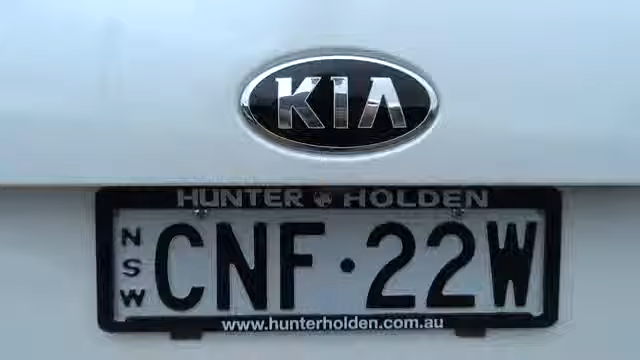 KIA
HUNTER HOLDEN
NSW
CNF·22W
www.hunterholden.com.au